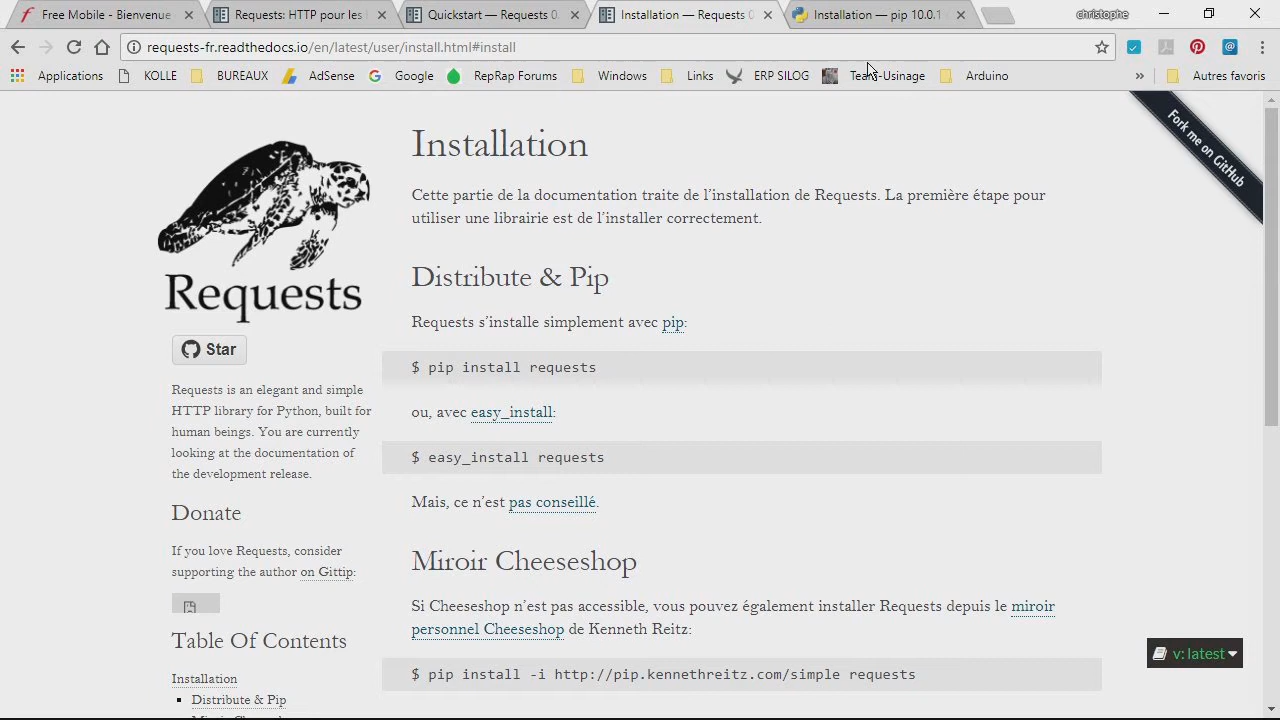 Free Mobile - Bienvenue
Requests: HTTP pour les
Quickstart — Requests 0.
Installation — Requests 0
Installation — pip 10.0.1
christophe
requests-fr.readthedocs.io/en/latest/user/install.html#install
Applications
KOLLE
BUREAUX
AdSense
Google
RepRap Forums
Windows
Links
ERP SILOG
Team-Usinage
Arduino
»
Autres favoris
Fork me on GitHub
Requests
Star
Requests is an elegant and simple
HTTP library for Python, built for
human beings. You are currently
looking at the documentation of
the development release.
Donate
If you love Requests, consider
supporting the author on Gittip:
Table Of Contents
Installation
Distribute & Pip
Installation
Cette partie de la documentation traite de l’installation de Requests. La première étape pour
utiliser une librairie est de l’installer correctement.
Distribute & Pip
Requests s’installe simplement avec pip:
$ pip install requests
ou, avec easy_install:
$ easy_install requests
Mais, ce n’est pas conseillé.
Miroir Cheeseshop
Si Cheeseshop n’est pas accessible, vous pouvez également installer Requests depuis le miroir
personnel Cheeseshop de Kenneth Reitz:
$ pip install -i http://pip.kennethreitz.com/simple requests
v: latest